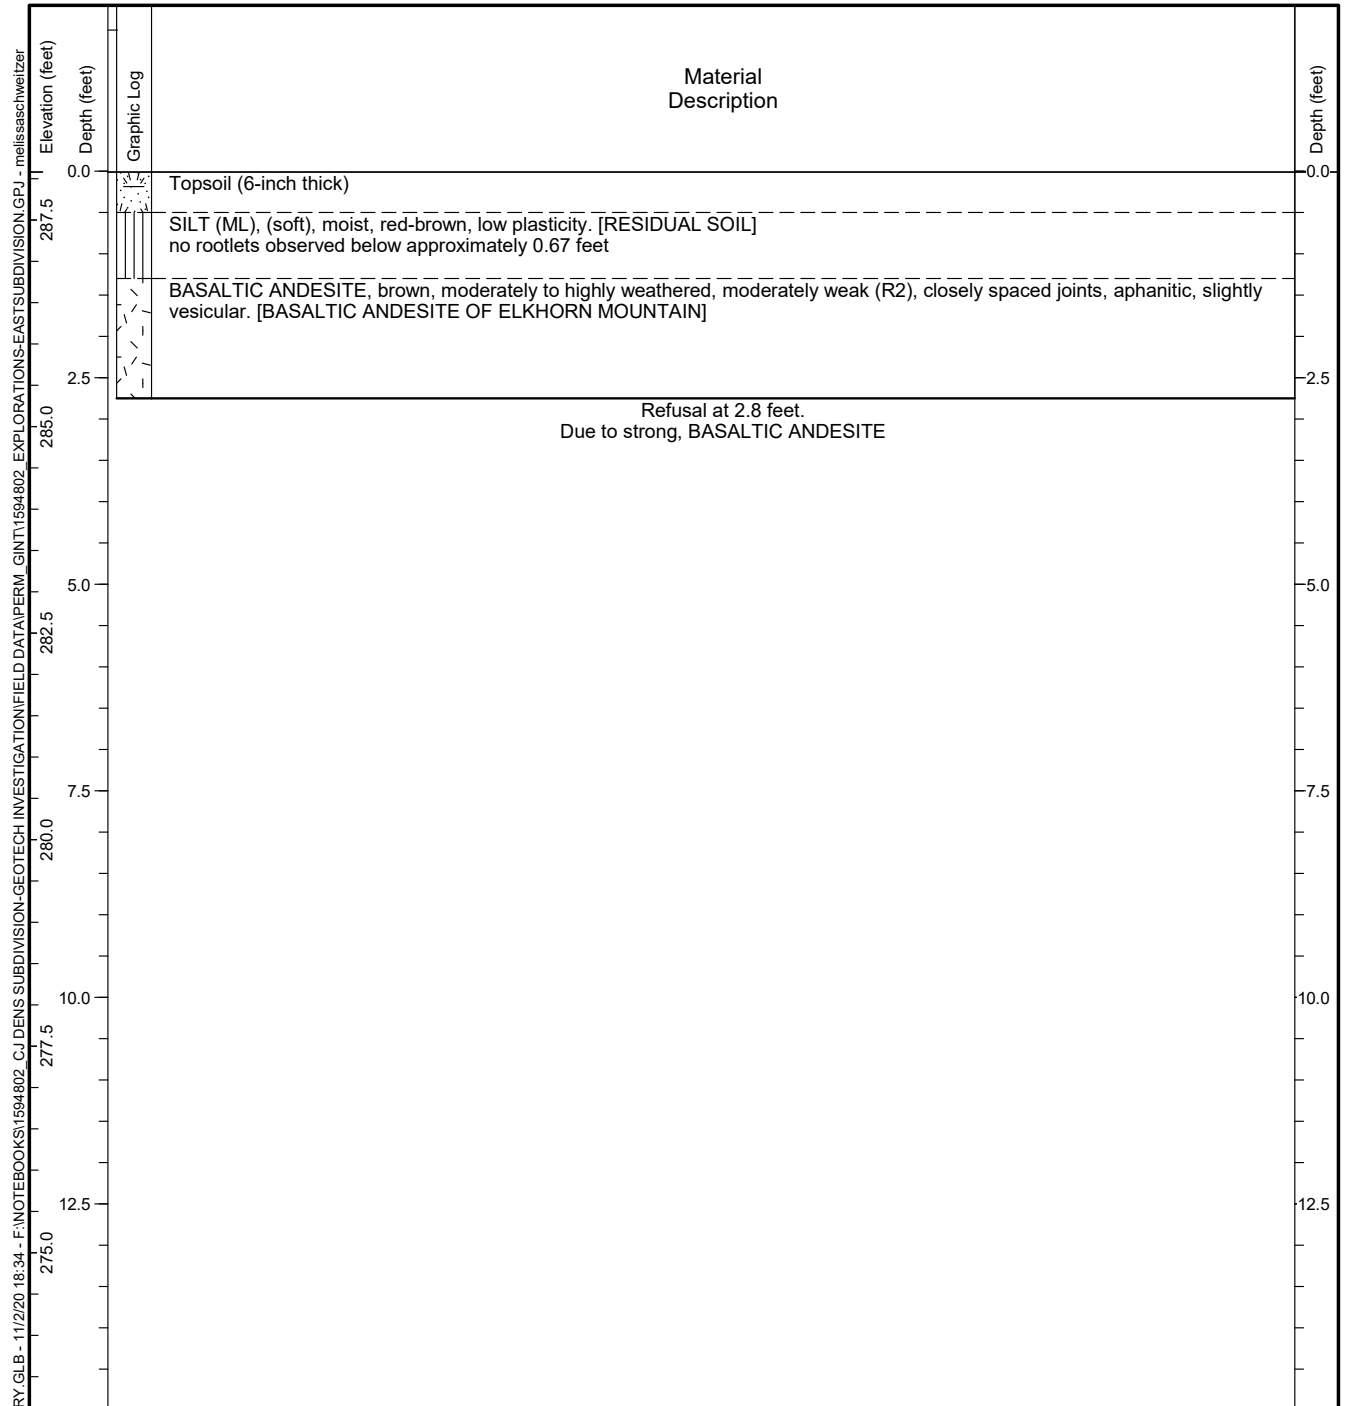 Elevation (feet)
Depth (feet)
Graphic Log
Material
Description
Depth (feet)
0.0
Topsoil (6-inch thick)
0.0
287.5
SILT (ML), (soft), moist, red-brown, low plasticity. [RESIDUAL SOIL]
no rootlets observed below approximately 0.67 feet
BASALTIC ANDESITE, brown, moderately to highly weathered, moderately weak (R2), closely spaced joints, aphanitic, slightly
vesicular. [BASALTIC ANDESITE OF ELKHORN MOUNTAIN]
2.5
2.5
Refusal at 2.8 feet.
285.0
Due to strong, BASALTIC ANDESITE
5.0
5.0
282.5
7.5
7.5
280.0
10.0
10.0
277.5
12.5
12.5
275.0
RY.GLB - 11/2/20 18:34 - F:\NOTEBOOKS\1594802_CJ DENS SUBDIVISION-GEOTECH INVESTIGATION\FIELD DATA\PERM_GINT\1594802_EXPLORATIONS-EASTSUBDIVISION.GPJ - melissaschweitzer